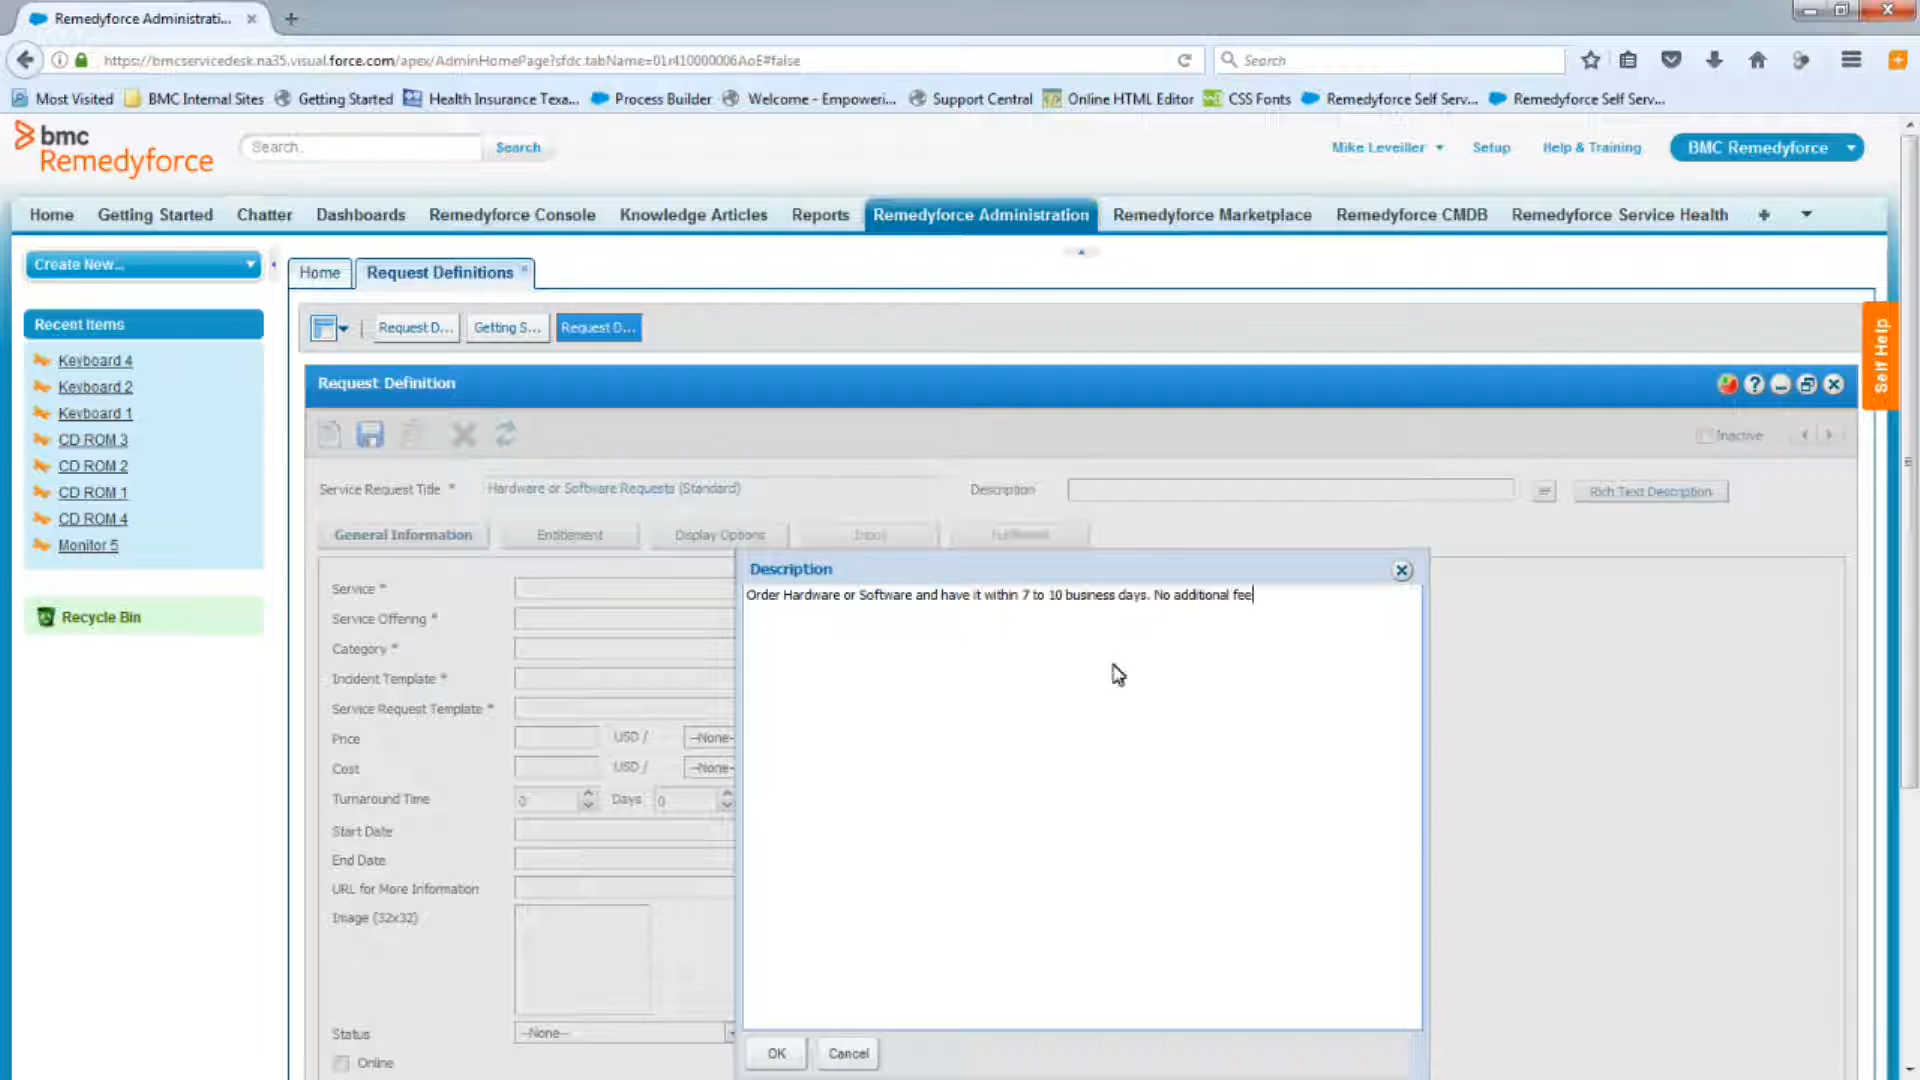 Remedyforce Administrati...
https://bmcservicedesk.na35.visual.force.com/apex/AdminHomePage?sfdc.tabName=01r410000006AoE#false
Search
Most Visited BMC Internal Sites Getting Started Health Insurance Texa... Process Builder Welcome - Empoweri... Support Central Online HTML Editor CSS Fonts Remedyforce Self Serv... Remedyforce Self Serv...
bmc
Remedyforce
Search.. Search
Mike Leveiller Setup Help & Training BMC Remedyforce
Home Getting Started Chatter Dashboards Remedyforce Console Knowledge Articles Reports Remedyforce Administration Remedyforce Marketplace Remedyforce CMDB Remedyforce Service Health
Create New...
Recent Items
Keyboard 4
Keyboard 2
Keyboard 1
CD ROM 3
CD ROM 2
CD ROM 1
CD ROM 4
Monitor 5
Recycle Bin
Home Request Definitions
Request D... Getting S... Request D...
Self Help
Request Definition
Inactive
Service Request Title * Hardware or Software Requests (Standard) Description Rich Text Description
General Information Entitlement Display Options Input Fulfillment
Service *
Service Offering *
Category *
Incident Template *
Service Request Template *
Price USD / --None--
Cost USD / --None--
Turnaround Time 0 Days 0
Start Date
End Date
URL for More Information
Image (32x32)
Status --None--
Online
Description
Order Hardware or Software and have it within 7 to 10 business days. No additional fee
OK Cancel